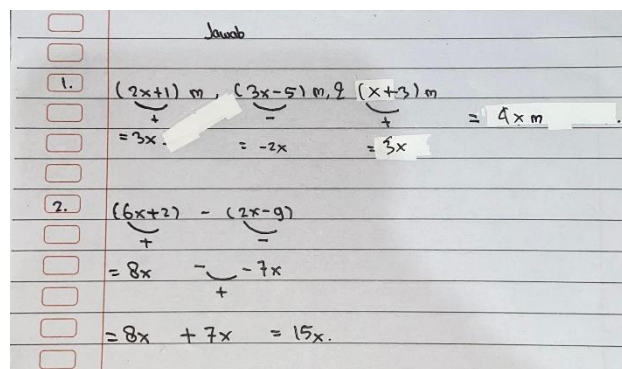 Jawab
1. (2x+1) m, (3x-5) m, & (x+3) m
+ - +
= 3x = -2x = 3x = 4x m
2. (6x+2) - (2x-9)
+ -
= 8x - - 7x
+
= 8x + 7x = 15x.